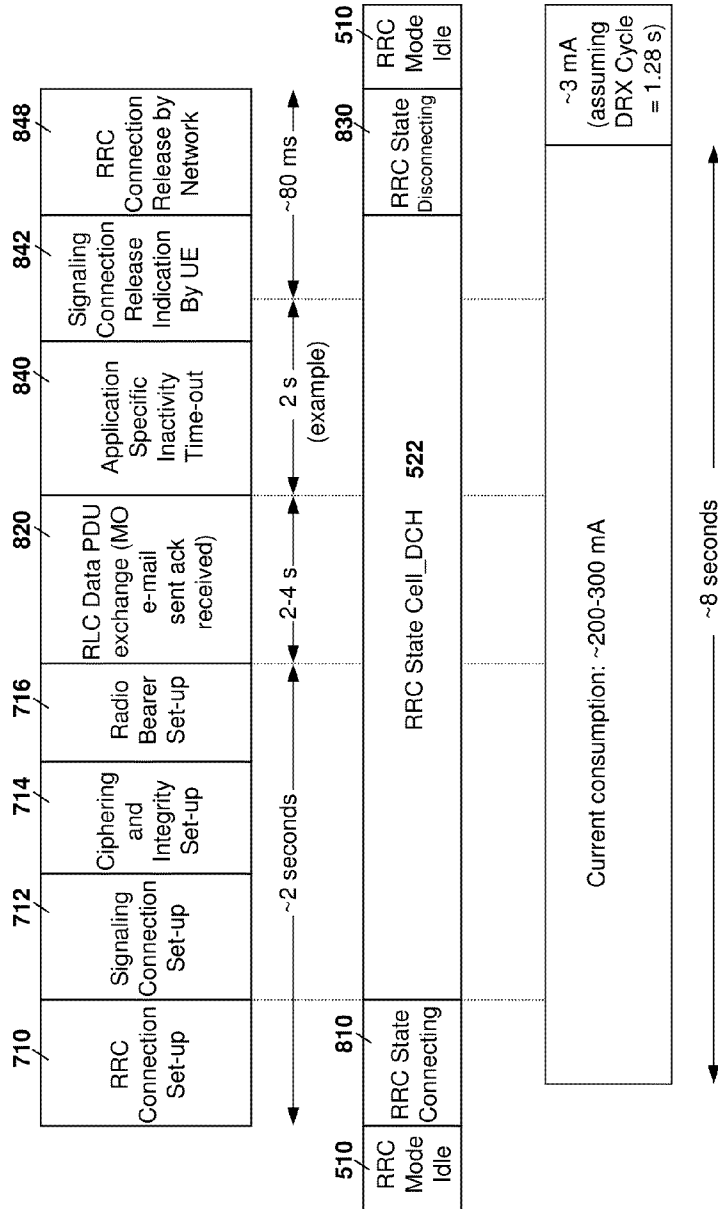 710
RRC
Connection
Set-up
712
Signaling
Connection
Set-up
714
Ciphering
and
Integrity
Set-up
716
Radio
Bearer
Set-up
820
RLC Data PDU
exchange (MO
e-mail
sent ack
received)
840
Application
Specific
Inactivity
Time-out
842
Signaling
Connection
Release
Indication
By UE
848
RRC
Connection
Release by
Network
~2 seconds
2-4 s
2 s
(example)
~80 ms
510
RRC
Mode
Idle
810
RRC State
Connecting
RRC State Cell_DCH 522
830
RRC State
Disconnecting
510
RRC
Mode
Idle
Current consumption: ~200-300 mA
~3 mA
(assuming
DRX Cycle
= 1.28 s)
~8 seconds